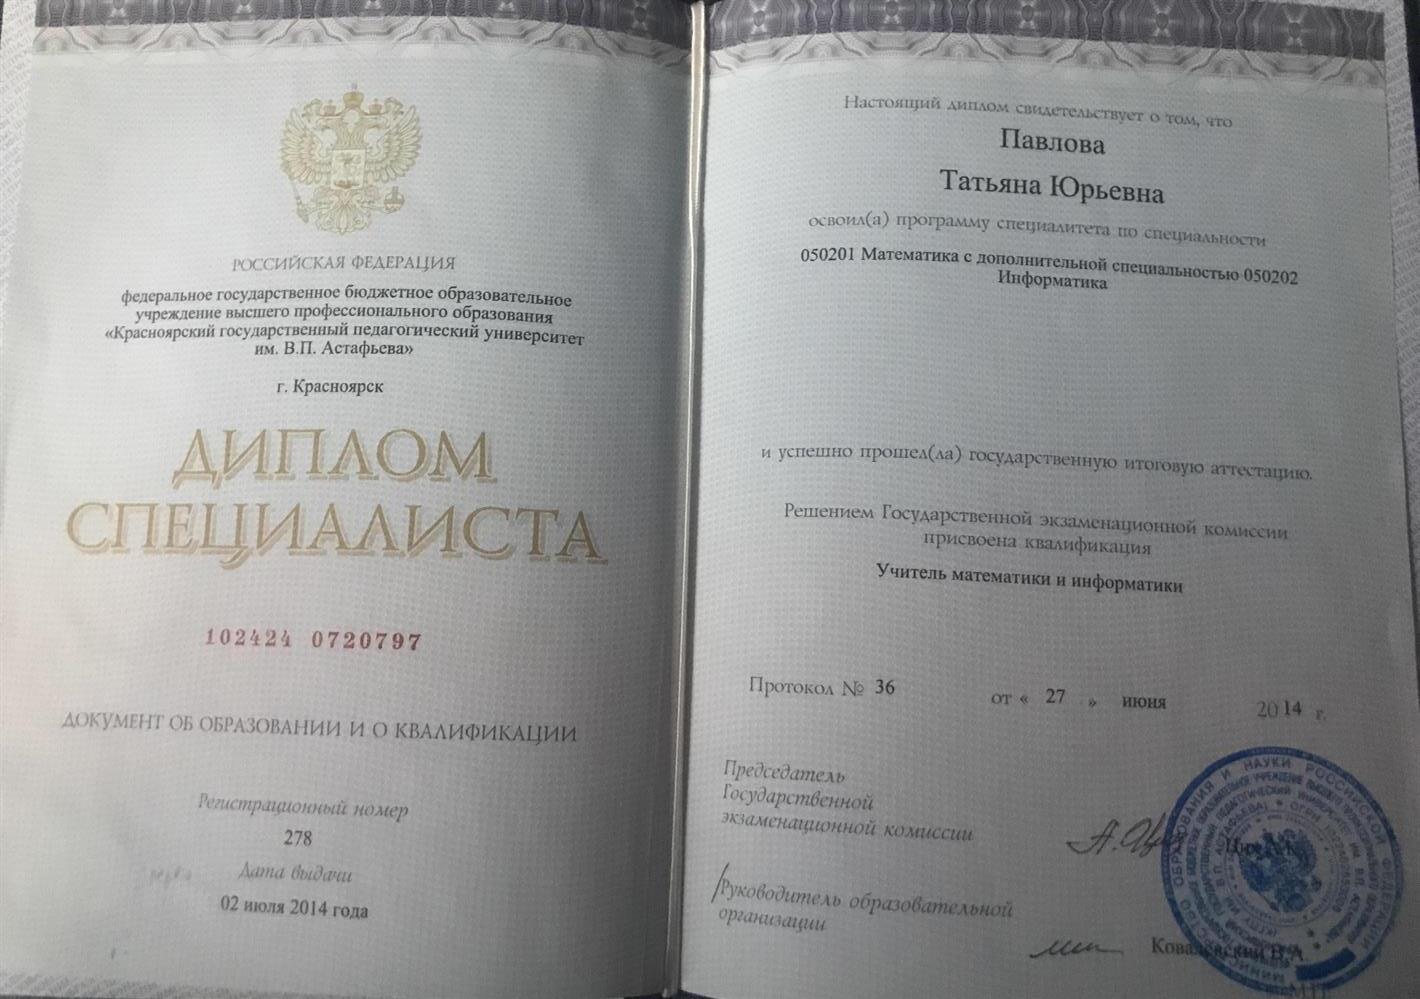 РОССИЙСКАЯ ФЕДЕРАЦИЯ
федеральное государственное бюджетное образовательное
учреждение высшего профессионального образования
«Красноярский государственный педагогический университет
им. В.П. Астафьева»
г. Красноярск
ДИПЛОМ
СПЕЦИАЛИСТА
102424 0720797
ДОКУМЕНТ ОБ ОБРАЗОВАНИИ И О КВАЛИФИКАЦИИ
Регистрационный номер
278
Дата выдачи
02 июля 2014 года
Настоящий диплом свидетельствует о том, что
Павлова
Татьяна Юрьевна
освоил(а) программу специалитета по специальности
050201 Математика с дополнительной специальностью 050202
Информатика
и успешно прошел(ла) государственную итоговую аттестацию.
Решением Государственной экзаменационной комиссии
присвоена квалификация
Учитель математики и информатики
Протокол № 36 от « 27 » июня 2014 г.
Председатель
Государственной
экзаменационной комиссии
Руководитель образовательной
организации
Ковалевский В.А.